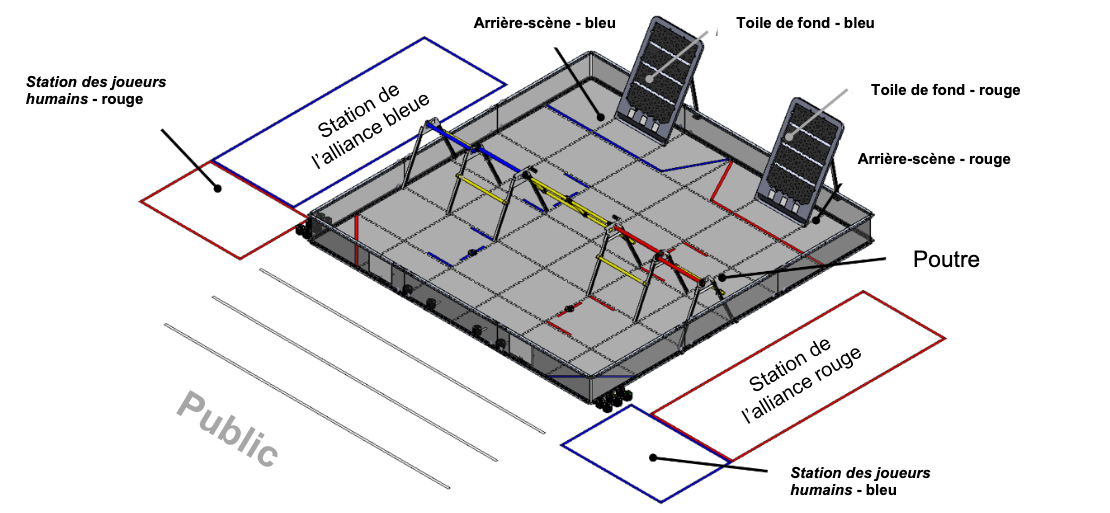 Arrière-scène - bleu
Toile de fond - bleu
Station des joueurs
humains - rouge
Station de
l'alliance bleue
Toile de fond - rouge
Arrière-scène - rouge
Poutre
Station de
l'alliance rouge
Public
Station des joueurs
humains - bleu